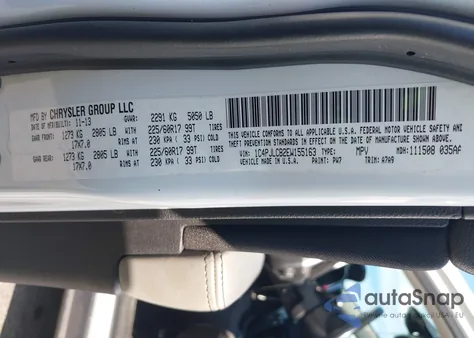 MFD BY CHRYSLER GROUP LLC
DATE OF MFR(BUILT): 11-13 GVWR: 2291 KG 5050 LB
GAWR FRONT: 1273 KG 2805 LB WITH 225/60R17 99T TIRES
17X7.0 RIMS AT 230 KPA ( 33 PSI) COLD
GAWR REAR: 1273 KG 2805 LB WITH 225/60R17 99T TIRES
17X7.0 RIMS AT 230 KPA ( 33 PSI) COLD
THIS VEHICLE CONFORMS TO ALL APPLICABLE U.S.A. FEDERAL MOTOR VEHICLE SAFETY AND
THEFT PREVENTION STANDARDS IN EFFECT ON THE DATE OF MANUFACTURE SHOWN ABOVE.
VIN: 1C4PJLCB2EW155163 TYPE: MPV MDH: 111508 035AF
MADE IN U.S.A. PAINT: PW7 TRIM: A7A9
autoSnap